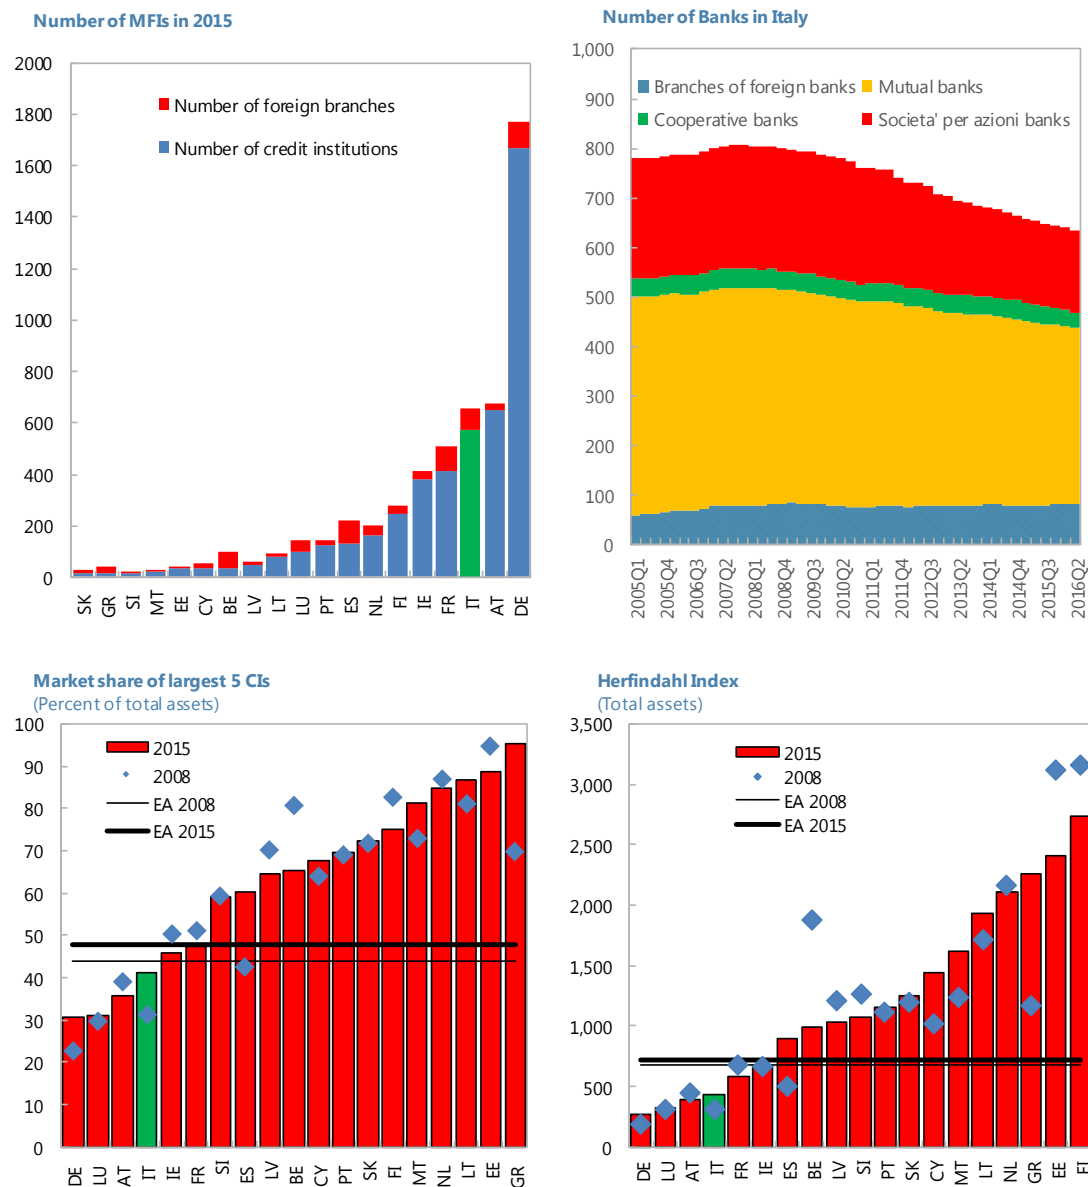 Number of MFIs in 2015
2000
1800
1600
1400
1200
1000
800
600
400
200
0
Number of foreign branches
Number of credit institutions
SK GR SI MT EE CY BE LV LT LU PT ES NL FI IE FR IT AT DE
Number of Banks in Italy
1,000
900
800
700
600
500
400
300
200
100
0
Branches of foreign banks Mutual banks
Cooperative banks Societa' per azioni banks
2005Q1 2005Q4 2006Q3 2007Q2 2008Q1 2008Q4 2009Q3 2010Q2 2011Q1 2011Q4 2012Q3 2013Q2 2014Q1 2014Q4 2015Q3 2016Q2
Market share of largest 5 CIs
(Percent of total assets)
100
90
80
70
60
50
40
30
20
10
0
2015
2008
EA 2008
EA 2015
DE LU AT IT IE FR SI ES LV BE CY PT SK FI MT NL LT EE GR
Herfindahl Index
(Total assets)
3,500
3,000
2,500
2,000
1,500
1,000
500
0
2015
2008
EA 2008
EA 2015
DE LU AT IT FR IE ES BE LV SI PT SK CY MT LT NL GR EE FI